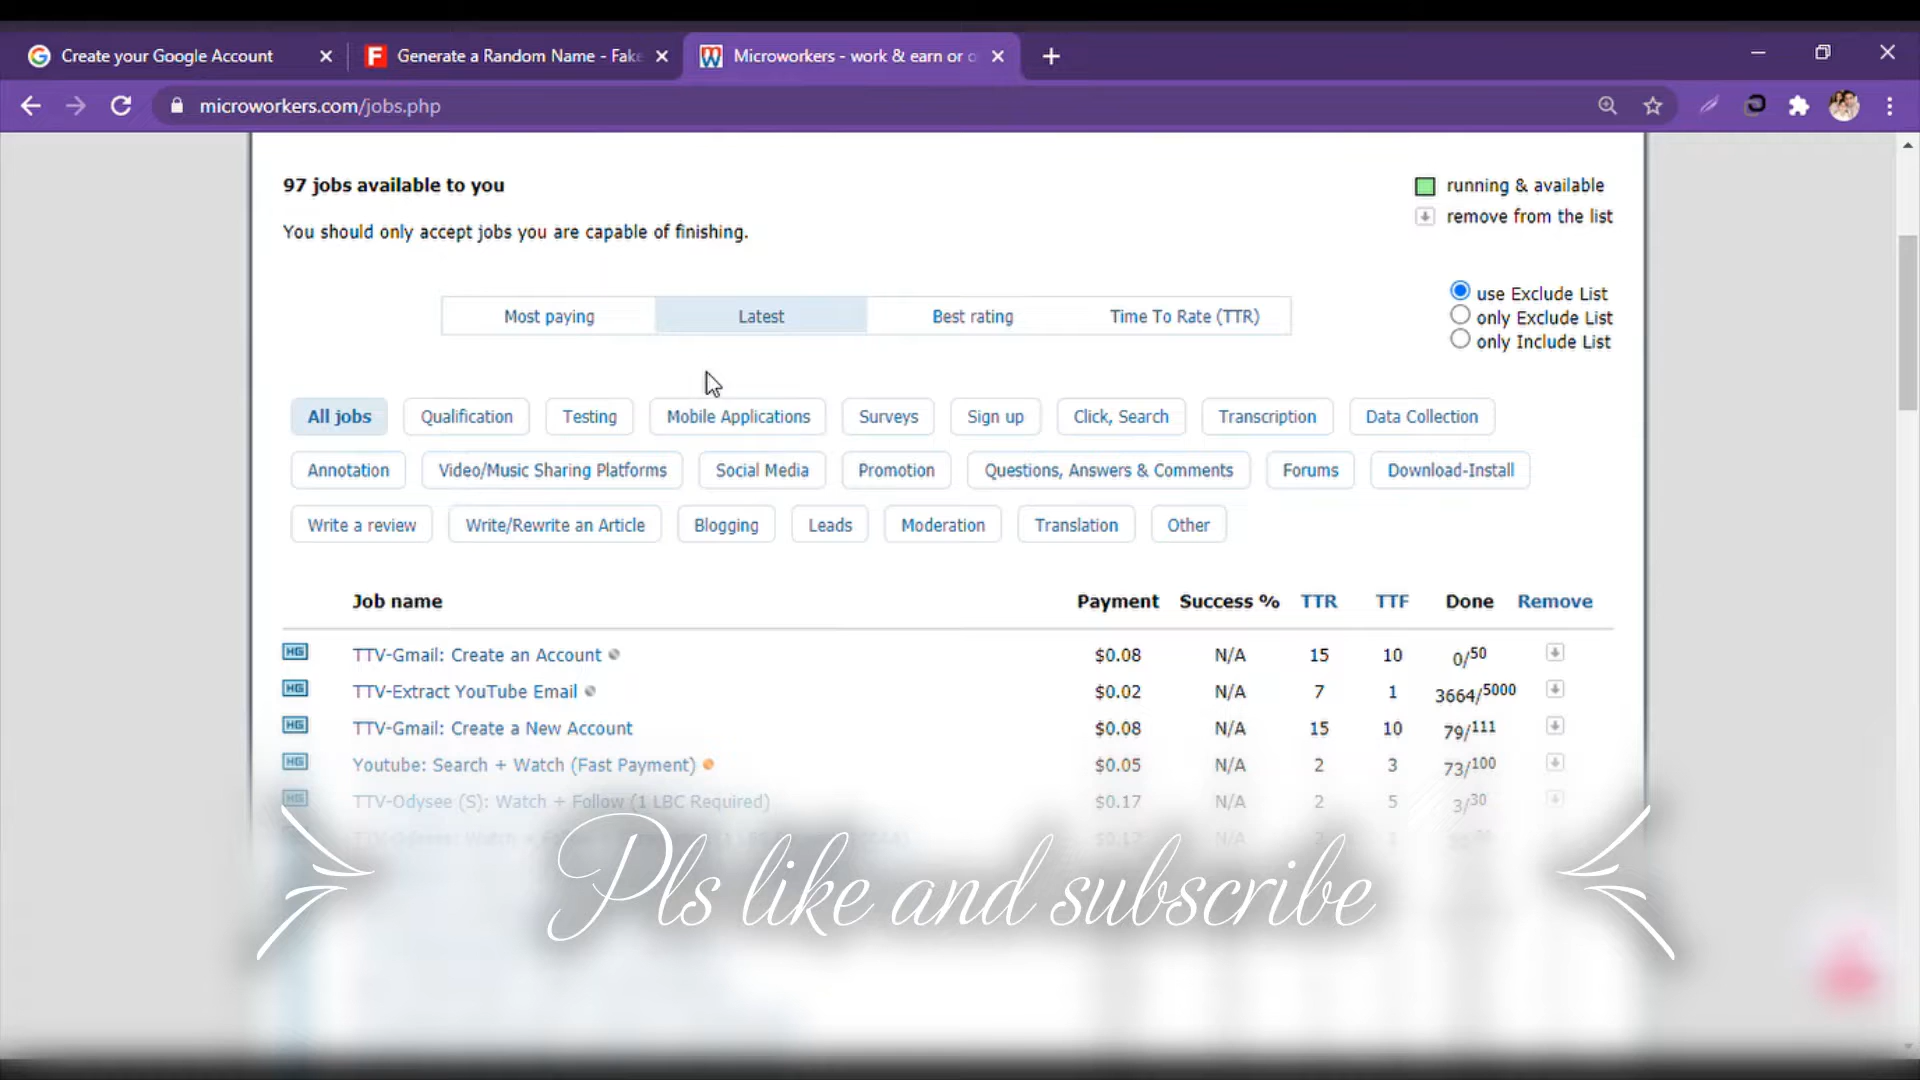 Create your Google Account
Generate a Random Name - Fake
Microworkers - work & earn or o
microworkers.com/jobs.php
97 jobs available to you
running & available
remove from the list
You should only accept jobs you are capable of finishing.
use Exclude List
only Exclude List
only Include List
Most paying Latest Best rating Time To Rate (TTR)
All jobs Qualification Testing Mobile Applications Surveys Sign up Click, Search Transcription Data Collection
Annotation Video/Music Sharing Platforms Social Media Promotion Questions, Answers & Comments Forums Download-Install
Write a review Write/Rewrite an Article Blogging Leads Moderation Translation Other
Job name Payment Success % TTR TTF Done Remove
HG TTV-Gmail: Create an Account $0.08 N/A 15 10 0/50
HG TTV-Extract YouTube Email $0.02 N/A 7 1 3664/5000
HG TTV-Gmail: Create a New Account $0.08 N/A 15 10 79/111
HG Youtube: Search + Watch (Fast Payment) $0.05 N/A 2 3 73/100
HG TTV-Odysee (S): Watch + Follow (1 LBC Required) $0.17 N/A 2 5 3/30
Pls like and subscribe